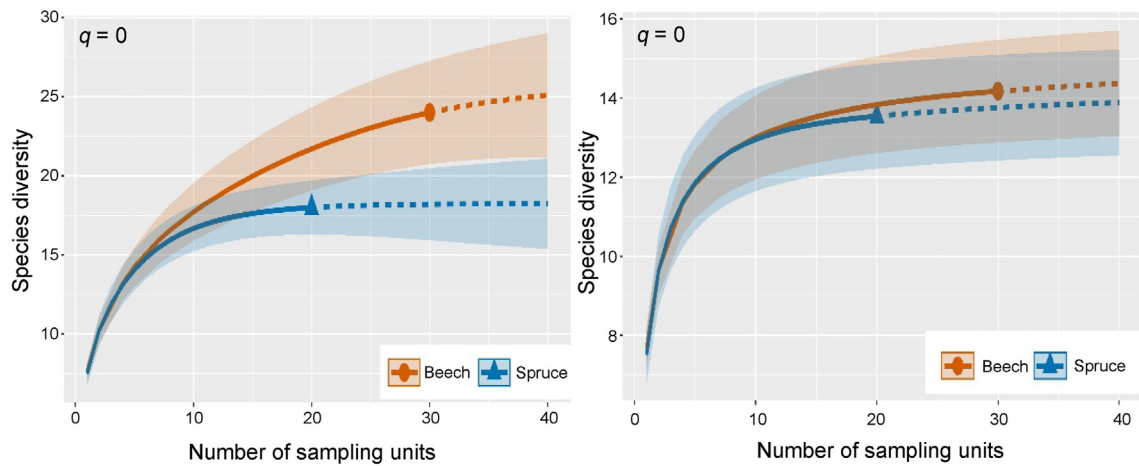 q = 0
Species diversity
30
25
20
15
10
0
10
20
30
40
Number of sampling units
Beech
Spruce
q = 0
Species diversity
16
14
12
10
8
0
10
20
30
40
Number of sampling units
Beech
Spruce